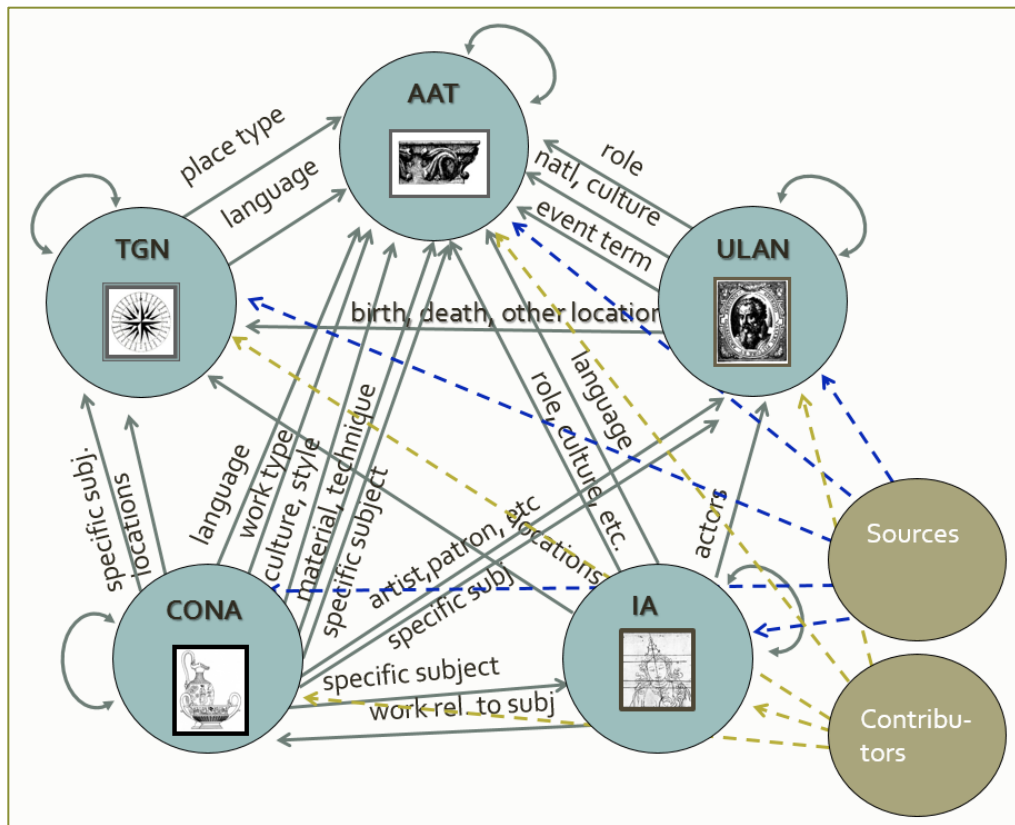 AAT
place type
language
role
natl, culture
event term
TGN
ULAN
birth, death, other location
specific subj.
locations
language
work type
culture, style
material, technique
specific subject
artist,patron, etc
specific subj
locations
role, culture, etc.
language
actors
Sources
CONA
IA
specific subject
work rel. to subj
Contribu-
tors